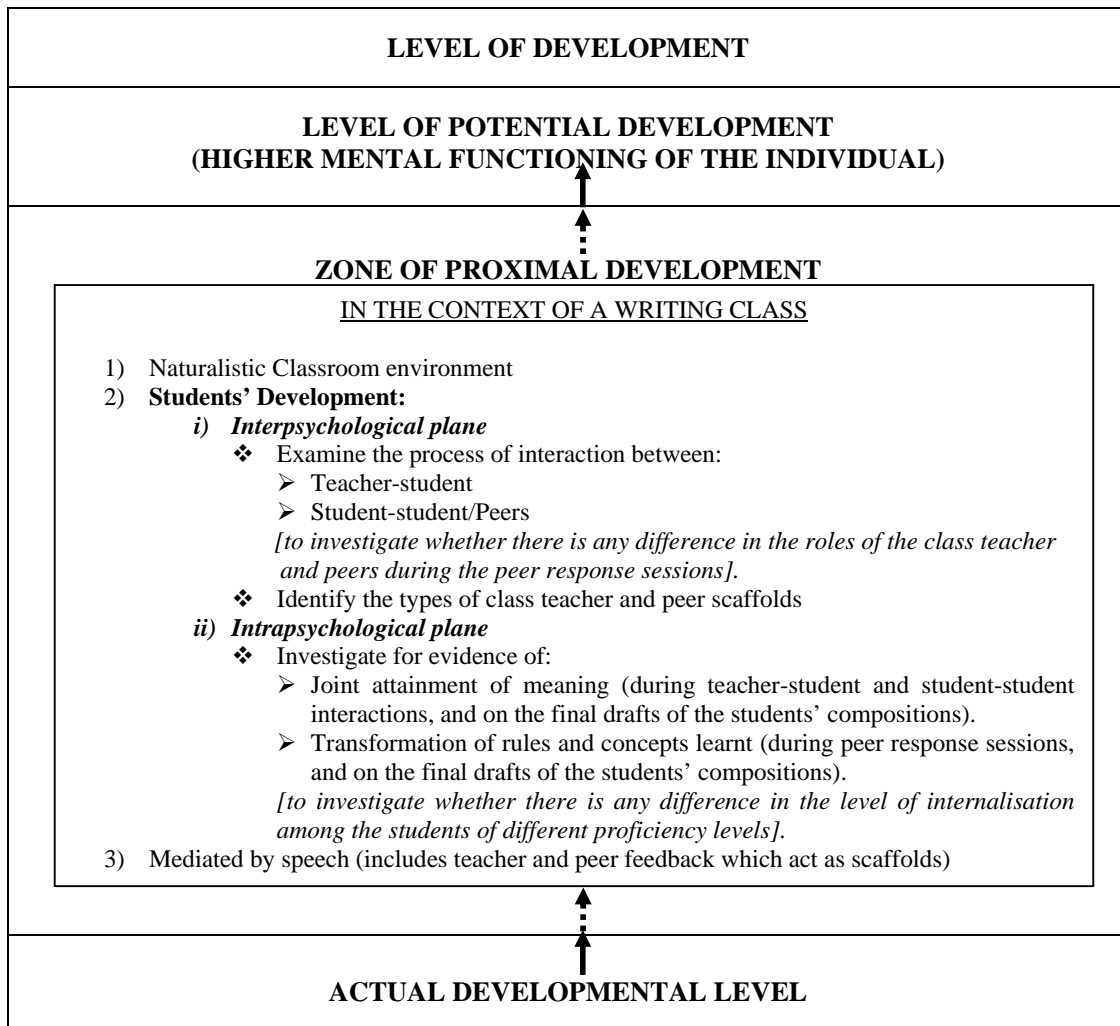 LEVEL OF DEVELOPMENT
LEVEL OF POTENTIAL DEVELOPMENT
(HIGHER MENTAL FUNCTIONING OF THE INDIVIDUAL)
ZONE OF PROXIMAL DEVELOPMENT
IN THE CONTEXT OF A WRITING CLASS
1) Naturalistic Classroom environment
2) Students’ Development:
i) Interpsychological plane
❖ Examine the process of interaction between:
➢ Teacher-student
➢ Student-student/Peers
[to investigate whether there is any difference in the roles of the class teacher
and peers during the peer response sessions].
❖ Identify the types of class teacher and peer scaffolds
ii) Intrapsychological plane
❖ Investigate for evidence of:
➢ Joint attainment of meaning (during teacher-student and student-student
interactions, and on the final drafts of the students’ compositions).
➢ Transformation of rules and concepts learnt (during peer response sessions,
and on the final drafts of the students’ compositions).
[to investigate whether there is any difference in the level of internalisation
among the students of different proficiency levels].
3) Mediated by speech (includes teacher and peer feedback which act as scaffolds)
ACTUAL DEVELOPMENTAL LEVEL